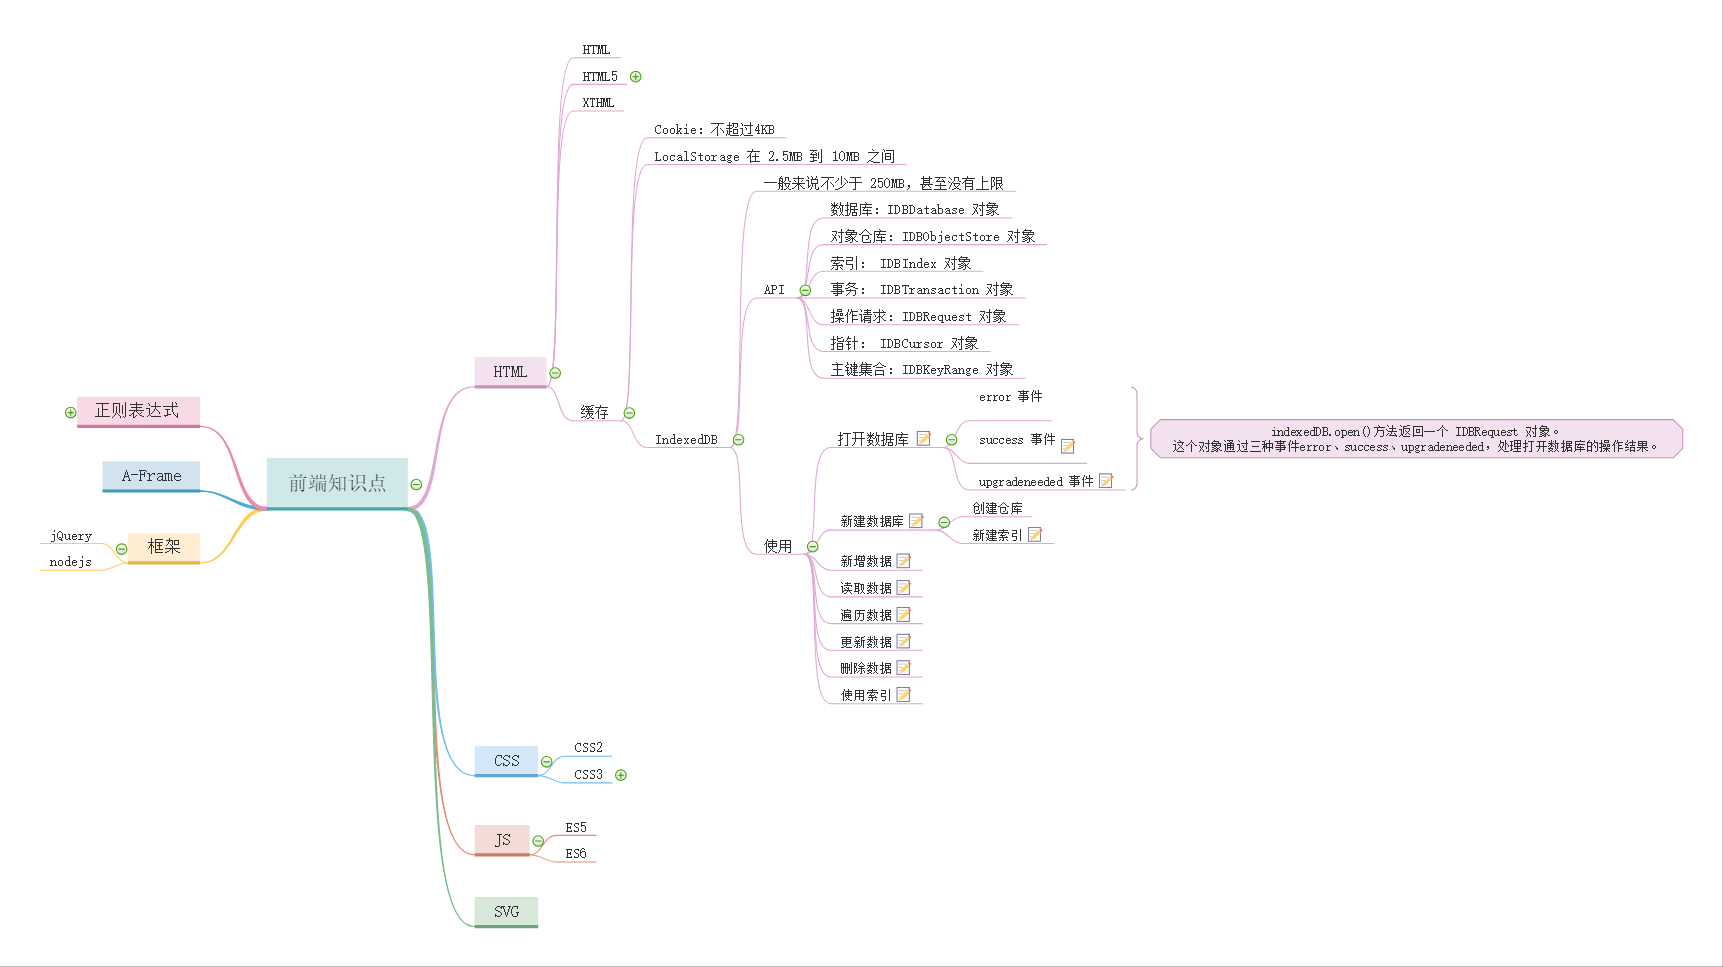 HTML
HTML5
XTHML
Cookie: 不超过4KB
LocalStorage 在 2.5MB 到 10MB 之间
一般来说不少于 250MB，甚至没有上限
数据库：IDBDatabase 对象
对象仓库：IDBObjectStore 对象
索引： IDBIndex 对象
API
事务： IDBTransaction 对象
操作请求：IDBRequest 对象
指针： IDBCursor 对象
主键集合：IDBKeyRange 对象
HTML
缓存
IndexedDB
error 事件
打开数据库
success 事件
upgradeneeded 事件
indexedDB.open()方法返回一个 IDBRequest 对象。
这个对象通过三种事件error、success、upgradeneeded，处理打开数据库的操作结果。
新建数据库
创建仓库
新建索引
使用
新增数据
读取数据
遍历数据
更新数据
删除数据
使用索引
正则表达式
A-Frame
前端知识点
jQuery
框架
nodejs
CSS
CSS2
CSS3
JS
ES5
ES6
SVG